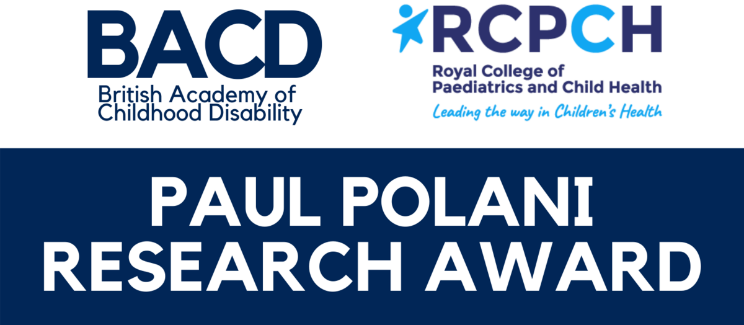 BACD
British Academy of
Childhood Disability
RCPCH
Royal College of
Paediatrics and Child Health
Leading the way in Children's Health
PAUL POLANI
RESEARCH AWARD